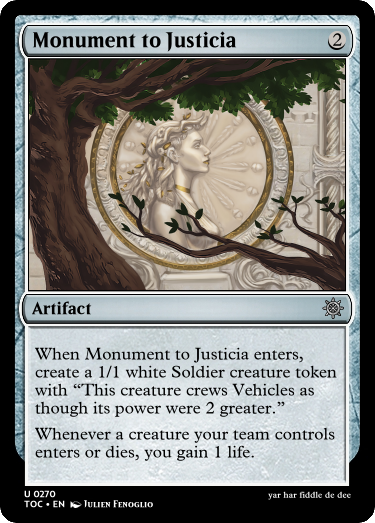 Monument to Justicia 2
Artifact
When Monument to Justicia enters,
create a 1/1 white Soldier creature token
with “This creature crews Vehicles as
though its power were 2 greater.”
Whenever a creature your team controls
enters or dies, you gain 1 life.
U 0270
TOC • EN Julien Fenoglio
yar har fiddle de dee